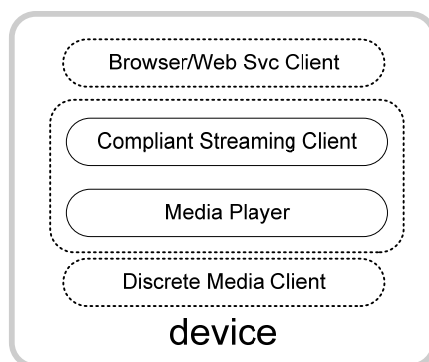 Browser/Web Svc Client
Compliant Streaming Client
Media Player
Discrete Media Client
device